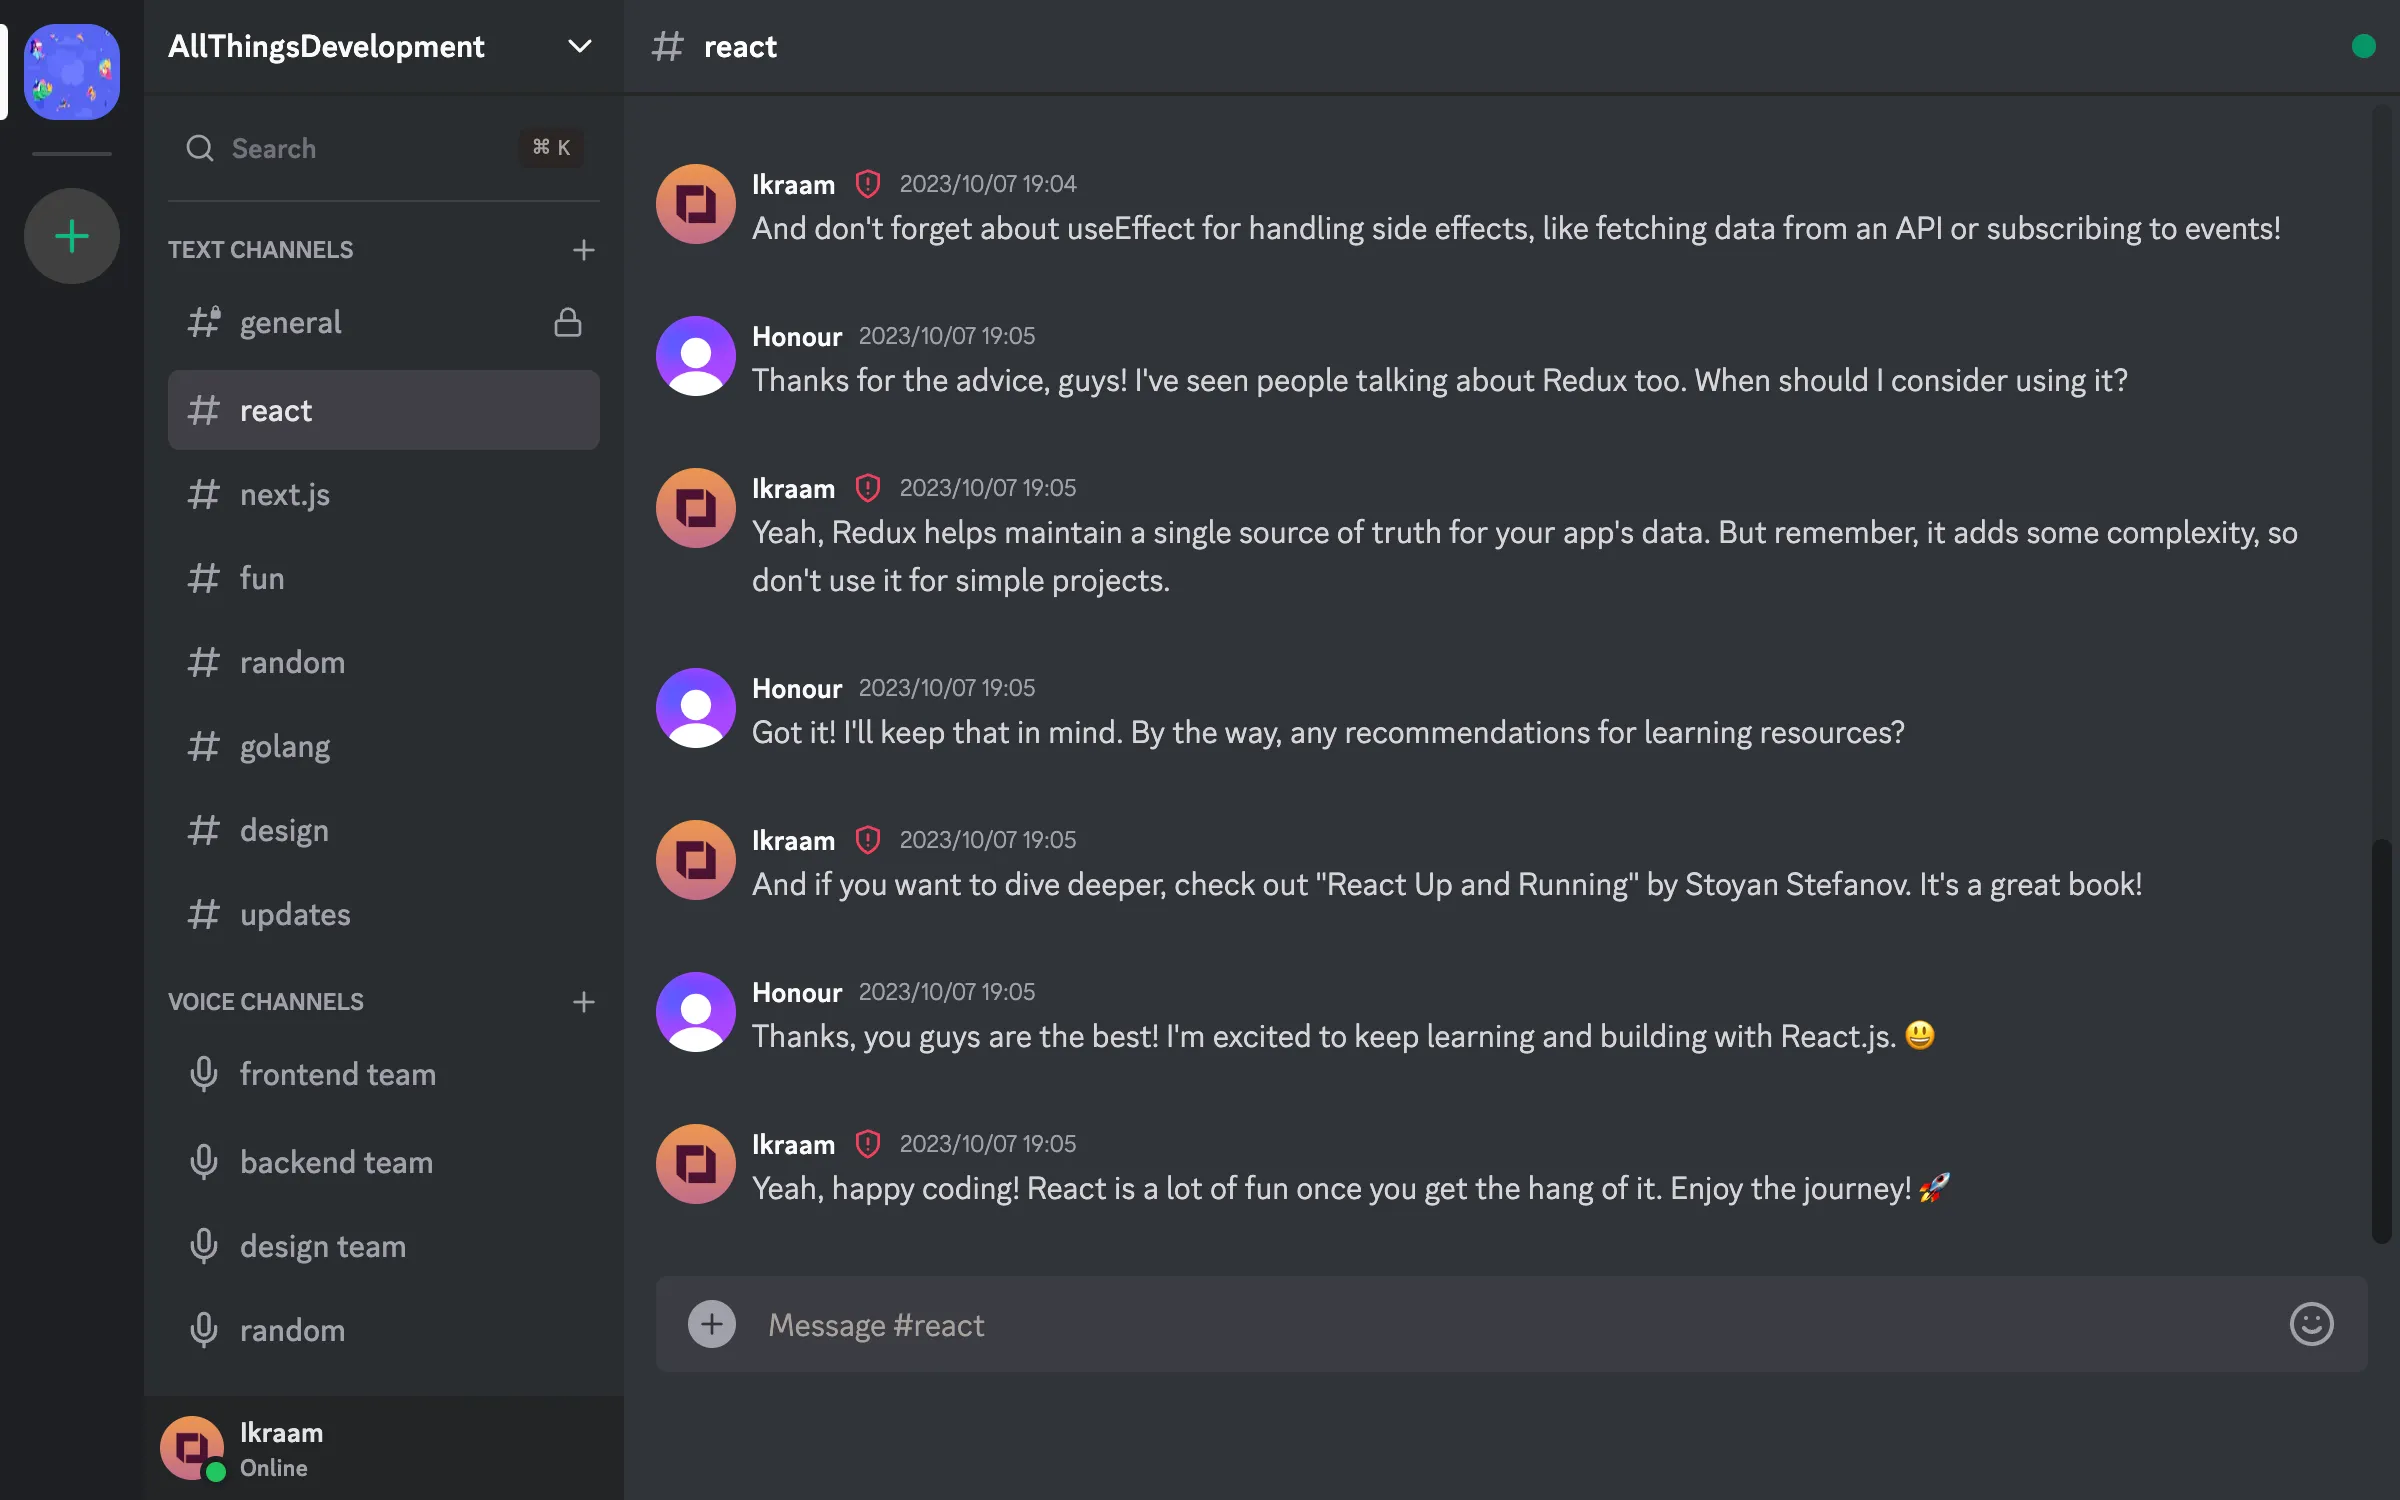 AllThingsDevelopment
Search
⌘ K
TEXT CHANNELS
general
react
next.js
fun
random
golang
design
updates
VOICE CHANNELS
frontend team
backend team
design team
random
Ikraam
Online
# react
Ikraam 2023/10/07 19:04
And don't forget about useEffect for handling side effects, like fetching data from an API or subscribing to events!
Honour 2023/10/07 19:05
Thanks for the advice, guys! I've seen people talking about Redux too. When should I consider using it?
Ikraam 2023/10/07 19:05
Yeah, Redux helps maintain a single source of truth for your app's data. But remember, it adds some complexity, so
don't use it for simple projects.
Honour 2023/10/07 19:05
Got it! I'll keep that in mind. By the way, any recommendations for learning resources?
Ikraam 2023/10/07 19:05
And if you want to dive deeper, check out "React Up and Running" by Stoyan Stefanov. It's a great book!
Honour 2023/10/07 19:05
Thanks, you guys are the best! I'm excited to keep learning and building with React.js. 😃
Ikraam 2023/10/07 19:05
Yeah, happy coding! React is a lot of fun once you get the hang of it. Enjoy the journey! 🚀
Message #react